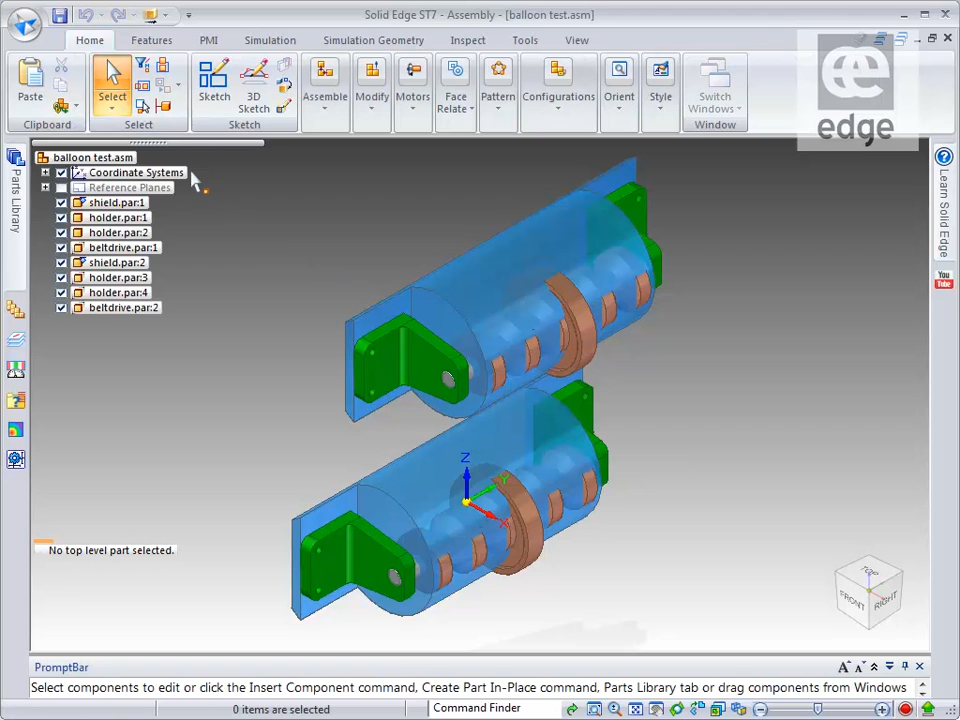 Solid Edge ST7 - Assembly - [balloon test.asm]
Home
Features
PMI
Simulation
Simulation Geometry
Inspect
Tools
View
Paste
Select
Sketch
3D
Sketch
Assemble
Modify
Motors
Face
Relate
Pattern
Configurations
Orient
Style
Switch
Windows
Clipboard
Select
Sketch
Window
edge
Parts Library
Learn Solid Edge
You
Tube
balloon test.asm
Coordinate Systems
Reference Planes
shield.par:1
holder.par:1
holder.par:2
beltdrive.par:1
shield.par:2
holder.par:3
holder.par:4
beltdrive.par:2
Z
Y
X
No top level part selected.
TOP
FRONT
RIGHT
PromptBar
Select components to edit or click the Insert Component command, Create Part In-Place command, Parts Library tab or drag components from Windows
0 items are selected
Command Finder